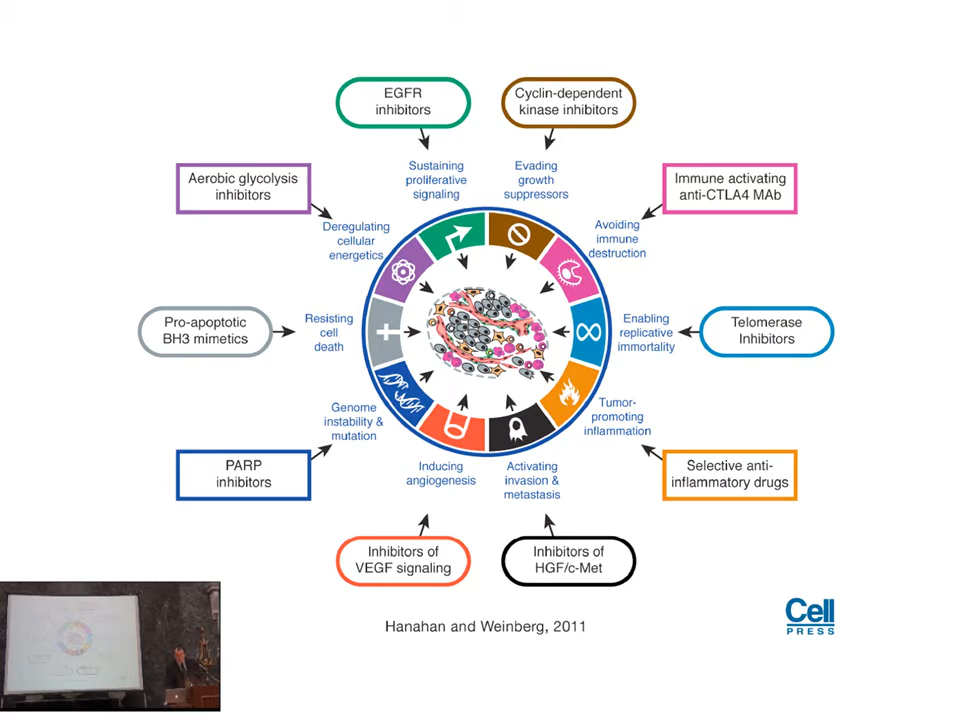 EGFR
inhibitors
Cyclin-dependent
kinase inhibitors
Aerobic glycolysis
inhibitors
Sustaining
proliferative
signaling
Evading
growth
suppressors
Immune activating
anti-CTLA4 MAb
Deregulating
cellular
energetics
Avoiding
immune
destruction
Pro-apoptotic
BH3 mimetics
Resisting
cell
death
Enabling
replicative
immortality
Telomerase
Inhibitors
Genome
instability &
mutation
Tumor-
promoting
inflammation
PARP
inhibitors
Inducing
angiogenesis
Activating
invasion &
metastasis
Selective anti-
inflammatory drugs
Inhibitors of
VEGF signaling
Inhibitors of
HGF/c-Met
Hanahan and Weinberg, 2011
Cell
PRESS